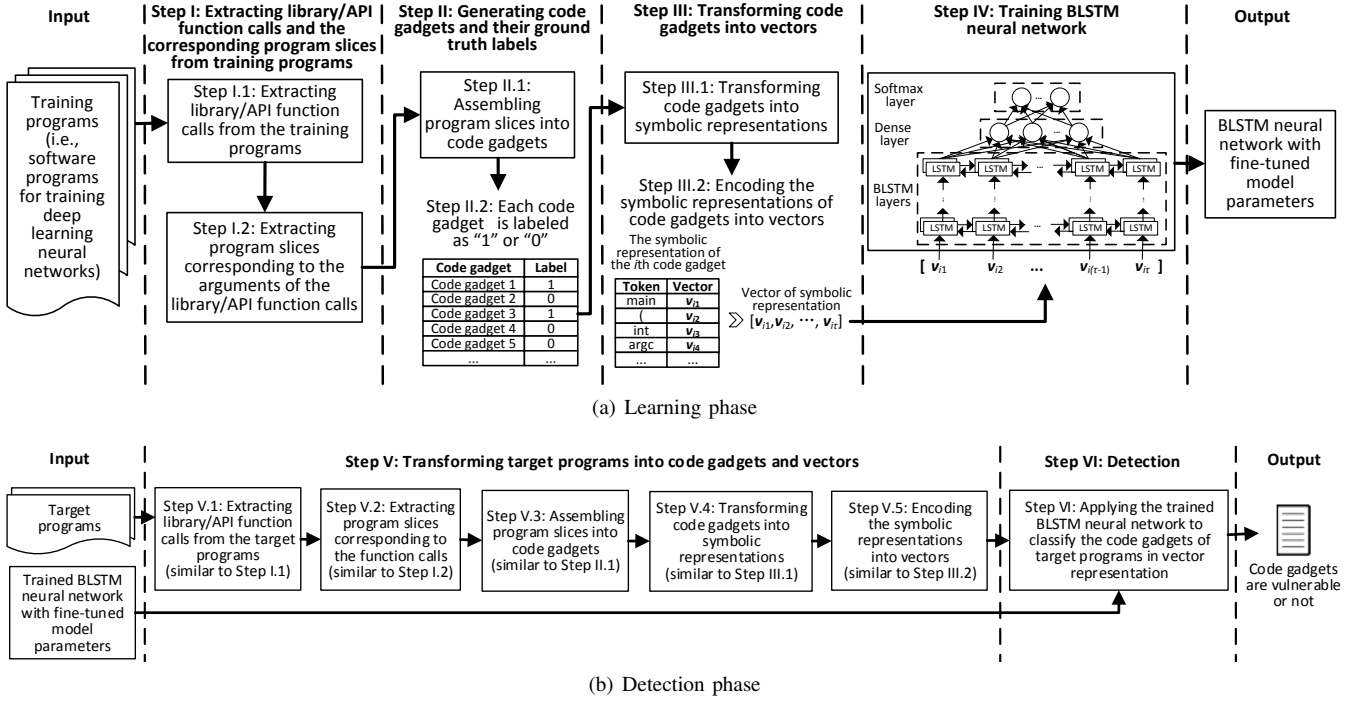 Input
Training
programs
(i.e.,
software
programs
for training
deep
learning
neural
networks)
Step I: Extracting library/API
function calls and the
corresponding program slices
from training programs
Step I.1: Extracting
library/API function
calls from the training
programs
Step I.2: Extracting
program slices
corresponding to the
arguments of the
library/API function calls
Step II: Generating code
gadgets and their ground
truth labels
Step II.1:
Assembling
program slices into
code gadgets
Step II.2: Each code
gadget is labeled
as “1” or “0”
Code gadget Label
Code gadget 1 1
Code gadget 2 0
Code gadget 3 1
Code gadget 4 0
Code gadget 5 0
... ...
Step III: Transforming code
gadgets into vectors
Step III.1: Transforming
code gadgets into
symbolic representations
Step III.2: Encoding the
symbolic representations of
code gadgets into vectors
The symbolic
representation of
the ith code gadget
Token Vector
main vi1
( vi2
int vi3
argc vi4
... ...
Vector of symbolic
representation
[vi1,vi2, ···, viτ]
Step IV: Training BLSTM
neural network
Softmax
layer
...
Dense
layer
...
BLSTM
layers
LSTM LSTM ... LSTM LSTM
... ... ... ...
LSTM LSTM ... LSTM LSTM
[ vi1 vi2 ... vi(τ-1) viτ ]
Output
BLSTM neural
network with
fine-tuned
model
parameters
(a) Learning phase
Input
Target
programs
Trained BLSTM
neural network
with fine-tuned
model
parameters
Step V: Transforming target programs into code gadgets and vectors
Step V.1: Extracting
library/API function
calls from the target
programs
(similar to Step I.1)
Step V.2: Extracting
program slices
corresponding to
the function calls
(similar to Step I.2)
Step V.3: Assembling
program slices into
code gadgets
(similar to Step II.1)
Step V.4: Transforming
code gadgets into
symbolic
representations
(similar to Step III.1)
Step V.5: Encoding
the symbolic
representations
into vectors
(similar to Step III.2)
Step VI: Detection
Step VI: Applying the trained
BLSTM neural network to
classify the code gadgets of
target programs in vector
representation
Output
Code gadgets
are vulnerable
or not
(b) Detection phase